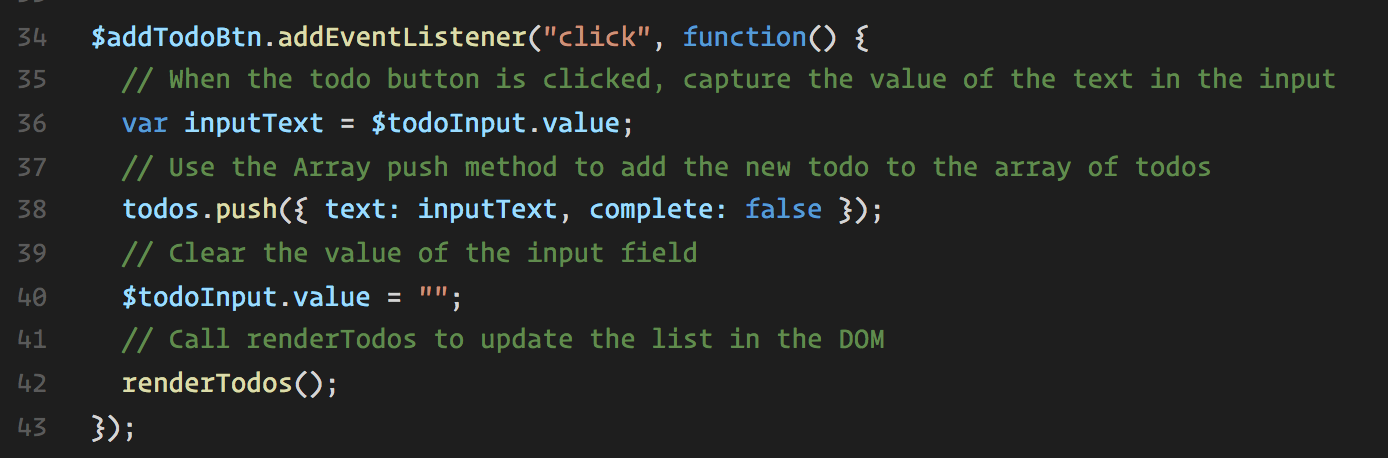 34 $addTodoBtn.addEventListener("click", function() {
35 // When the todo button is clicked, capture the value of the text in the input
36 var inputText = $todoInput.value;
37 // Use the Array push method to add the new todo to the array of todos
38 todos.push({ text: inputText, complete: false });
39 // Clear the value of the input field
40 $todoInput.value = "";
41 // Call renderTodos to update the list in the DOM
42 renderTodos();
43 });